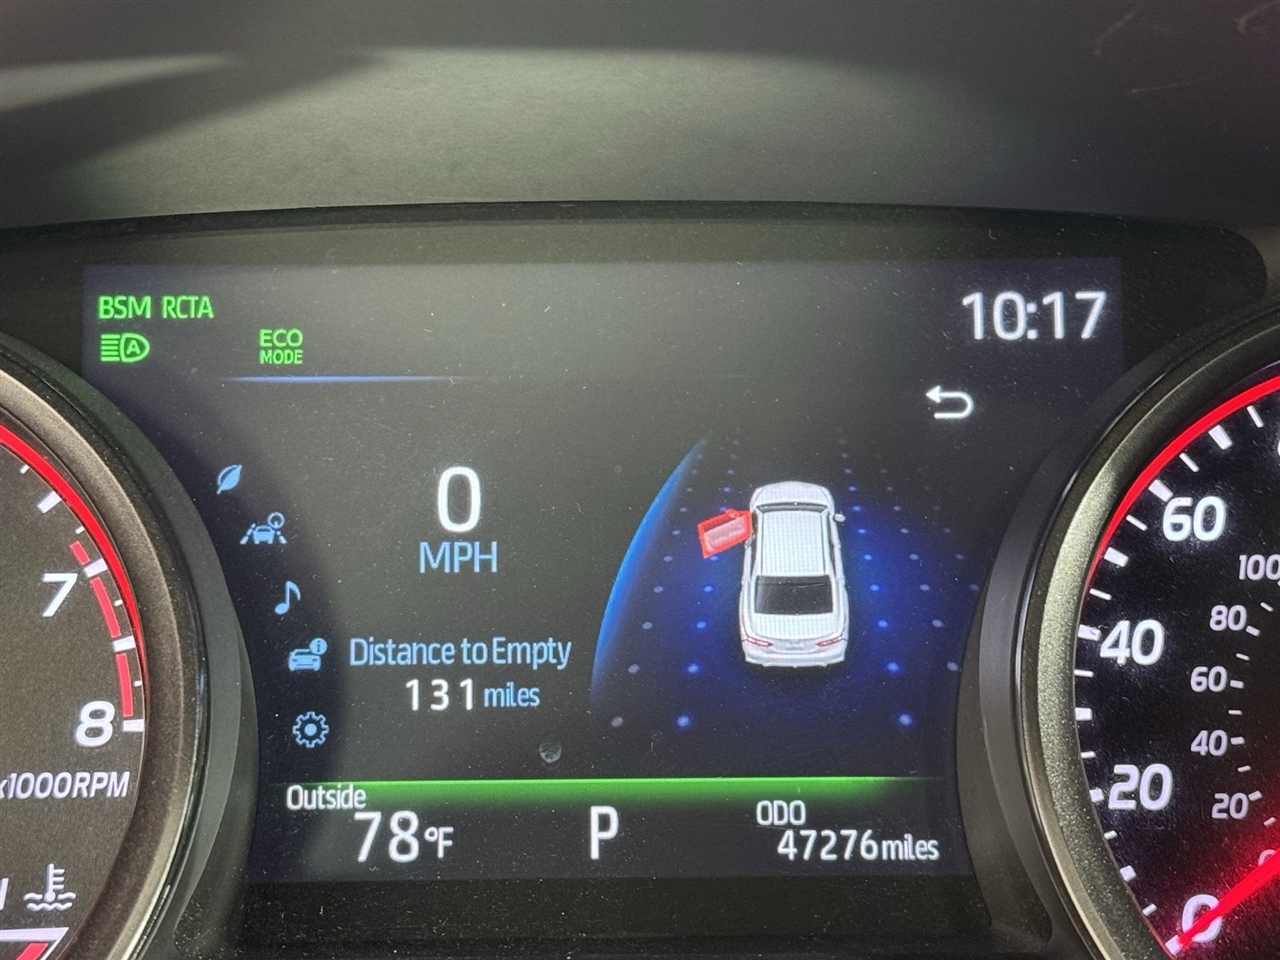 BSM RCTA
10:17
A
ECO
MODE
0
MPH
Distance to Empty
131 miles
Outside
78°F
P
ODO
47276 miles
7
8
x1000RPM
60
40
20
0
100
80
60
40
20